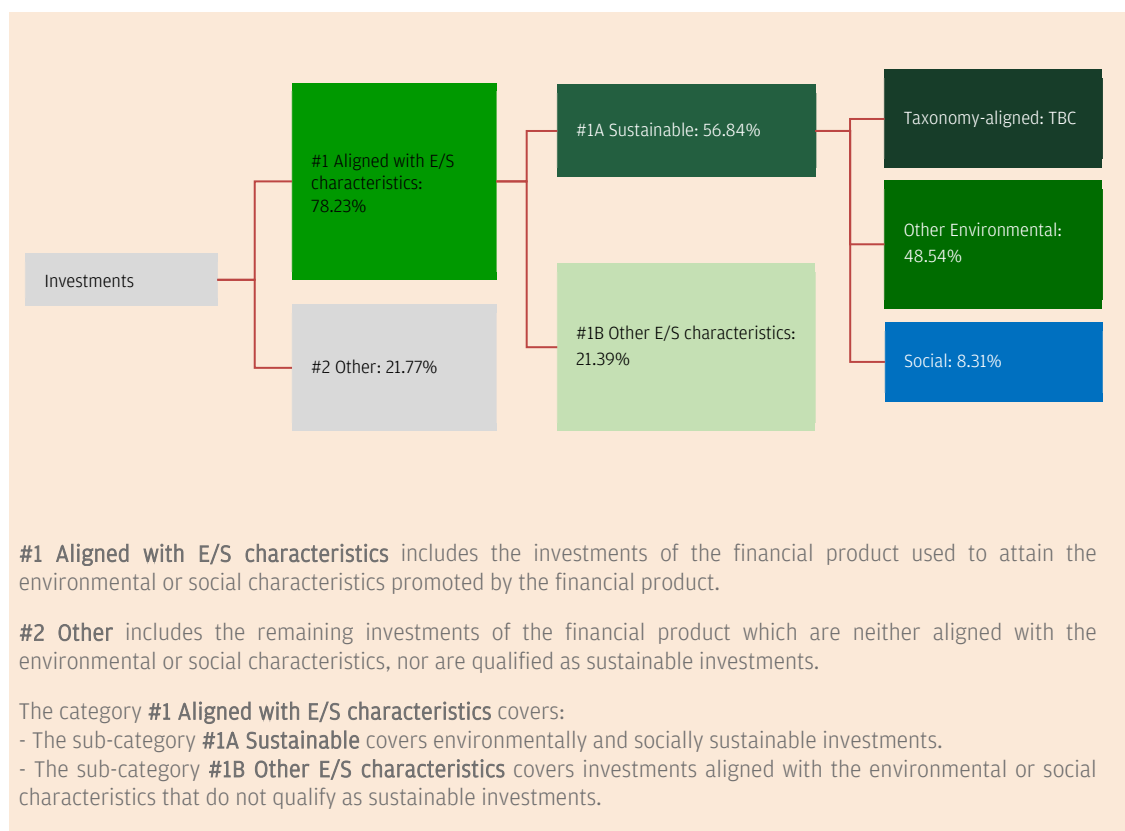 Investments
#1 Aligned with E/S
characteristics:
78.23%
#2 Other: 21.77%
#1A Sustainable: 56.84%
#1B Other E/S characteristics:
21.39%
Taxonomy-aligned: TBC
Other Environmental:
48.54%
Social: 8.31%
#1 Aligned with E/S characteristics includes the investments of the financial product used to attain the
environmental or social characteristics promoted by the financial product.
#2 Other includes the remaining investments of the financial product which are neither aligned with the
environmental or social characteristics, nor are qualified as sustainable investments.
The category #1 Aligned with E/S characteristics covers:
- The sub-category #1A Sustainable covers environmentally and socially sustainable investments.
- The sub-category #1B Other E/S characteristics covers investments aligned with the environmental or social
characteristics that do not qualify as sustainable investments.